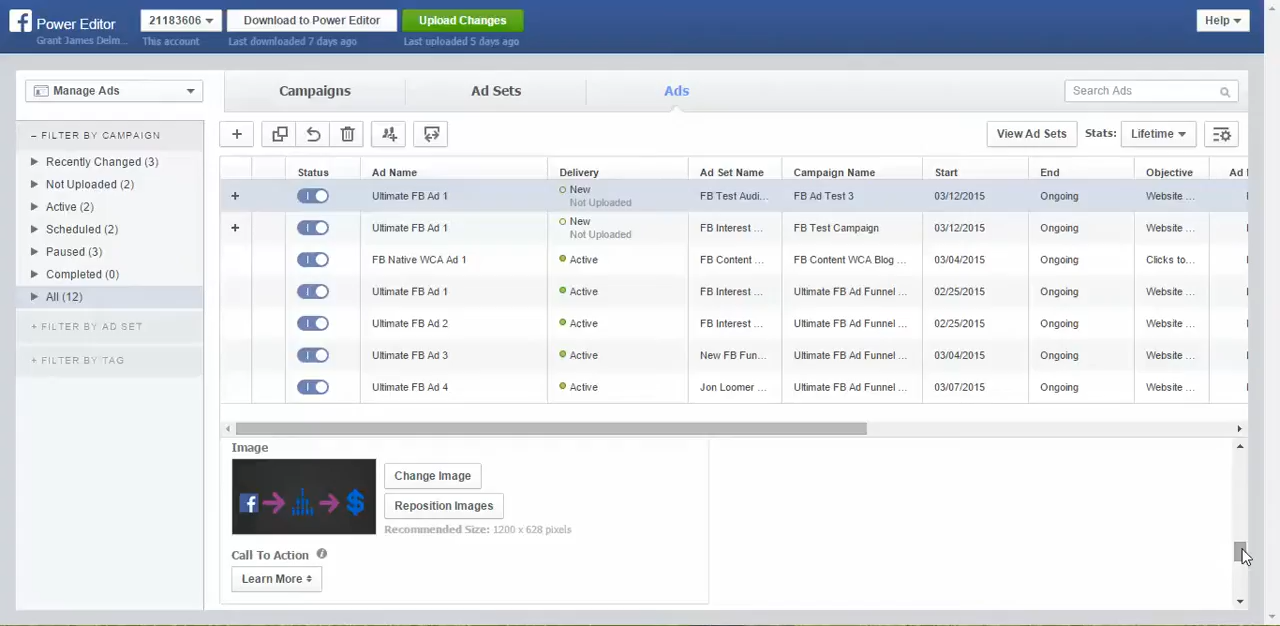 Power Editor
Grant James Delm...
21183606
This account
Download to Power Editor
Last downloaded 7 days ago
Upload Changes
Last uploaded 5 days ago
Help
Manage Ads
Campaigns
Ad Sets
Ads
Search Ads
– FILTER BY CAMPAIGN
Recently Changed (3)
Not Uploaded (2)
Active (2)
Scheduled (2)
Paused (3)
Completed (0)
All (12)
+ FILTER BY AD SET
+ FILTER BY TAG
View Ad Sets
Stats:
Lifetime
Status Ad Name Delivery Ad Set Name Campaign Name Start End Objective Ad
+ Ultimate FB Ad 1 New Not Uploaded FB Test Audi... FB Ad Test 3 03/12/2015 Ongoing Website ...
+ Ultimate FB Ad 1 New Not Uploaded FB Interest ... FB Test Campaign 03/12/2015 Ongoing Website ...
FB Native WCA Ad 1 Active FB Content ... FB Content WCA Blog ... 03/04/2015 Ongoing Clicks to...
Ultimate FB Ad 1 Active FB Interest ... Ultimate FB Ad Funnel ... 02/25/2015 Ongoing Website ...
Ultimate FB Ad 2 Active FB Interest ... Ultimate FB Ad Funnel ... 02/25/2015 Ongoing Website ...
Ultimate FB Ad 3 Active New FB Fun... Ultimate FB Ad Funnel ... 03/04/2015 Ongoing Website ...
Ultimate FB Ad 4 Active Jon Loomer ... Ultimate FB Ad Funnel ... 03/07/2015 Ongoing Website ...
Image
Change Image
Reposition Images
Recommended Size: 1200 x 628 pixels
Call To Action
Learn More